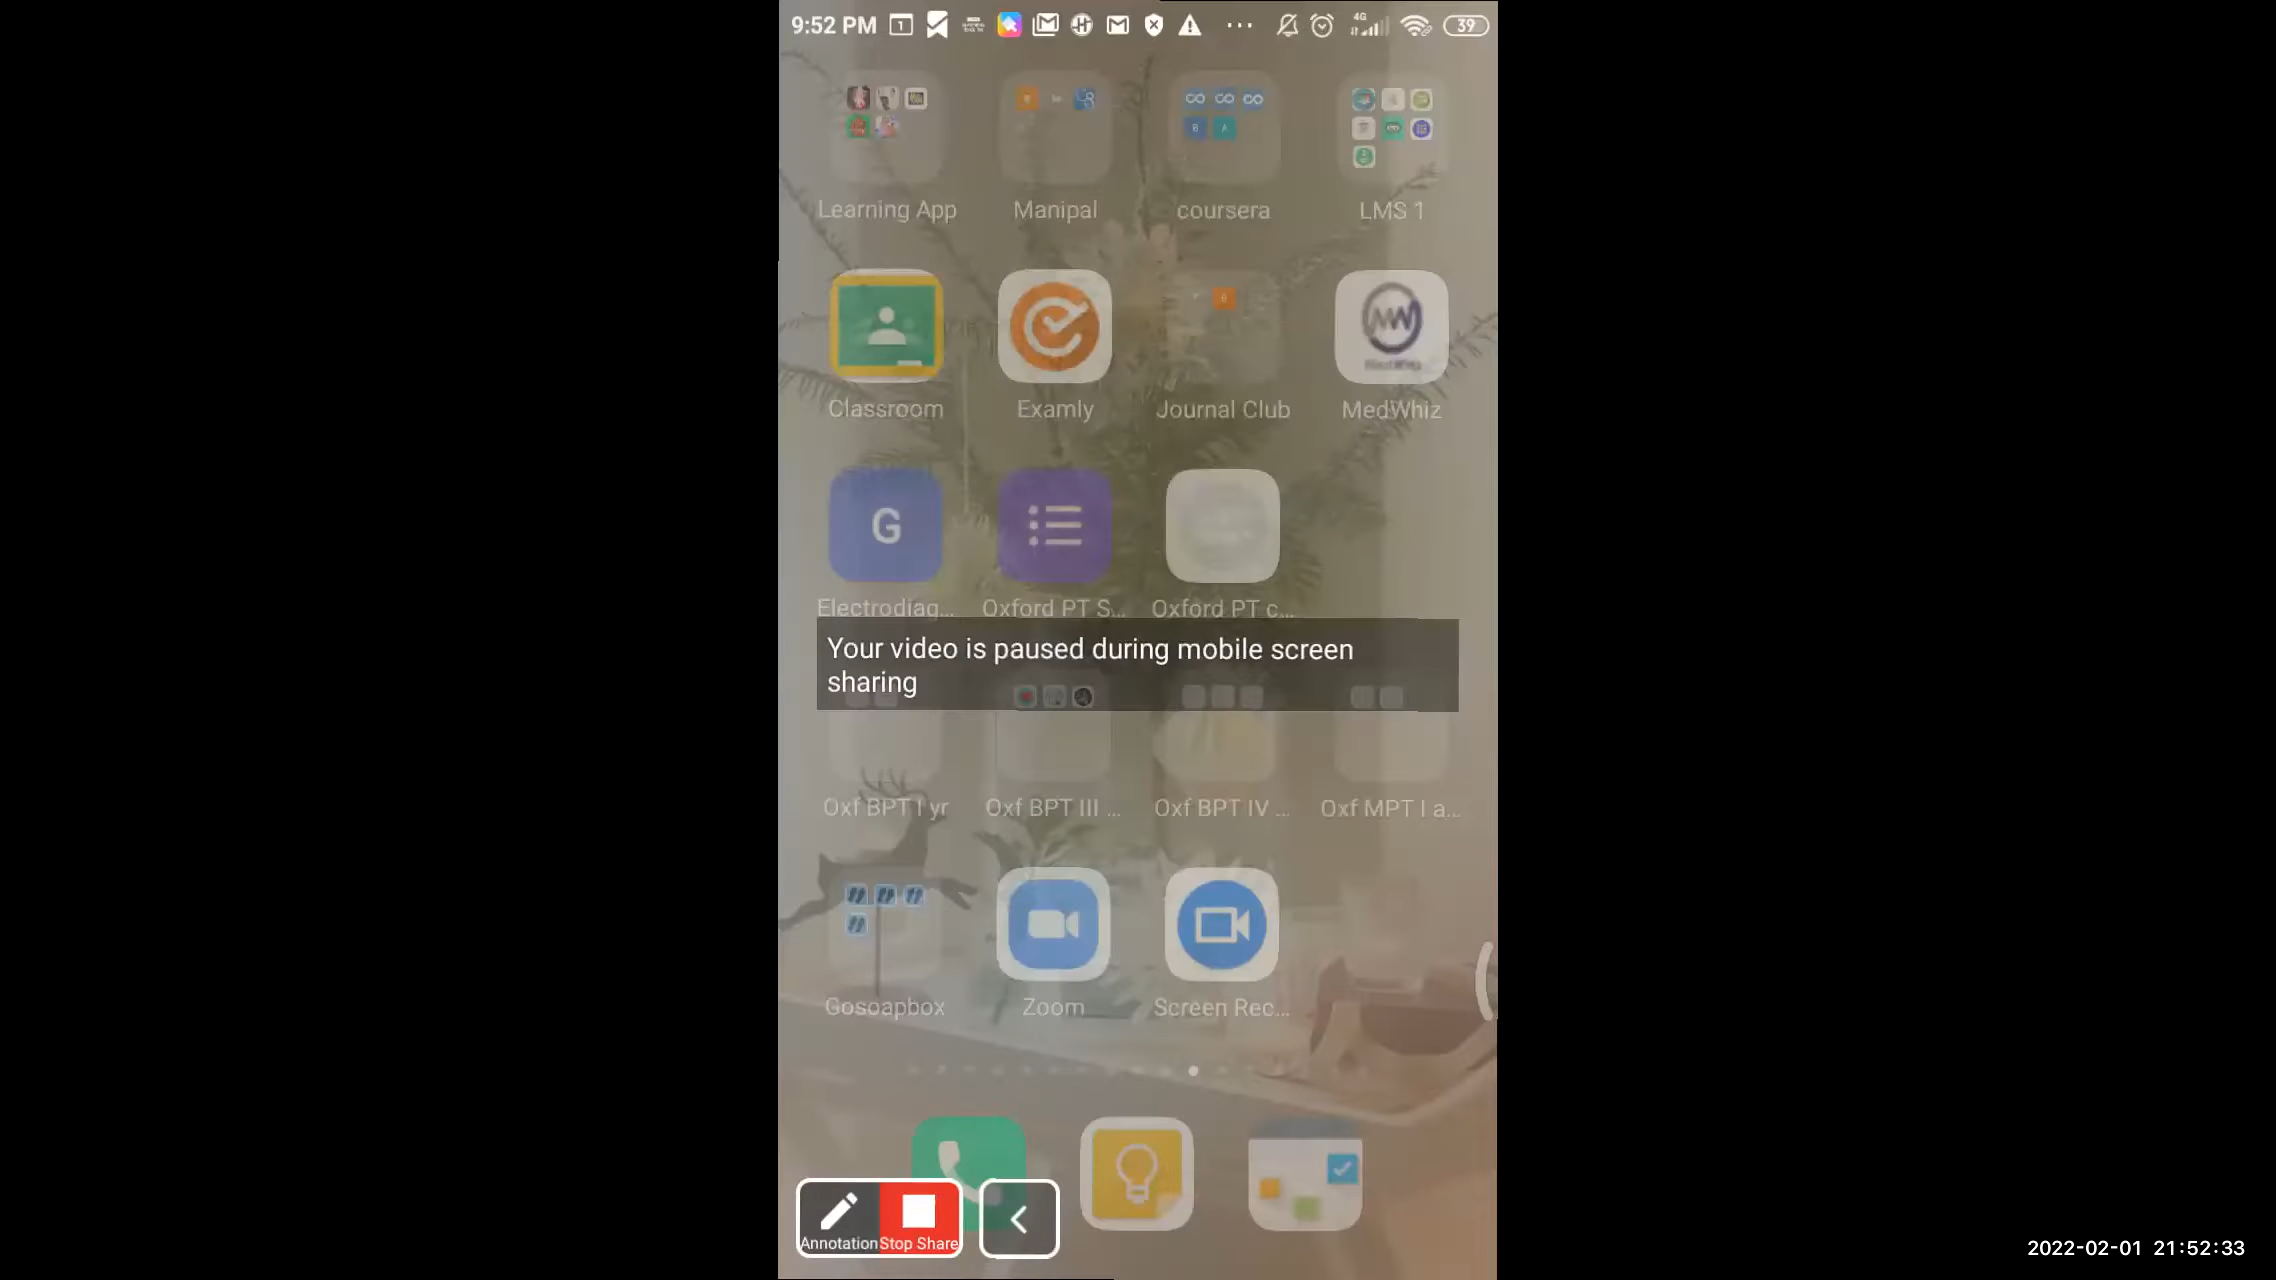 9:52 PM
4G
39
Learning App
Manipal
coursera
LMS 1
Classroom
Examly
Journal Club
MedWhiz
G
Electrodiag...
Oxford PT S...
Oxford PT c...
Your video is paused during mobile screen
sharing
Oxf BPT I yr
Oxf BPT III ...
Oxf BPT IV ...
Oxf MPT I a...
Gosoapbox
Zoom
Screen Rec...
Annotation
Stop Share
2022-02-01 21:52:33